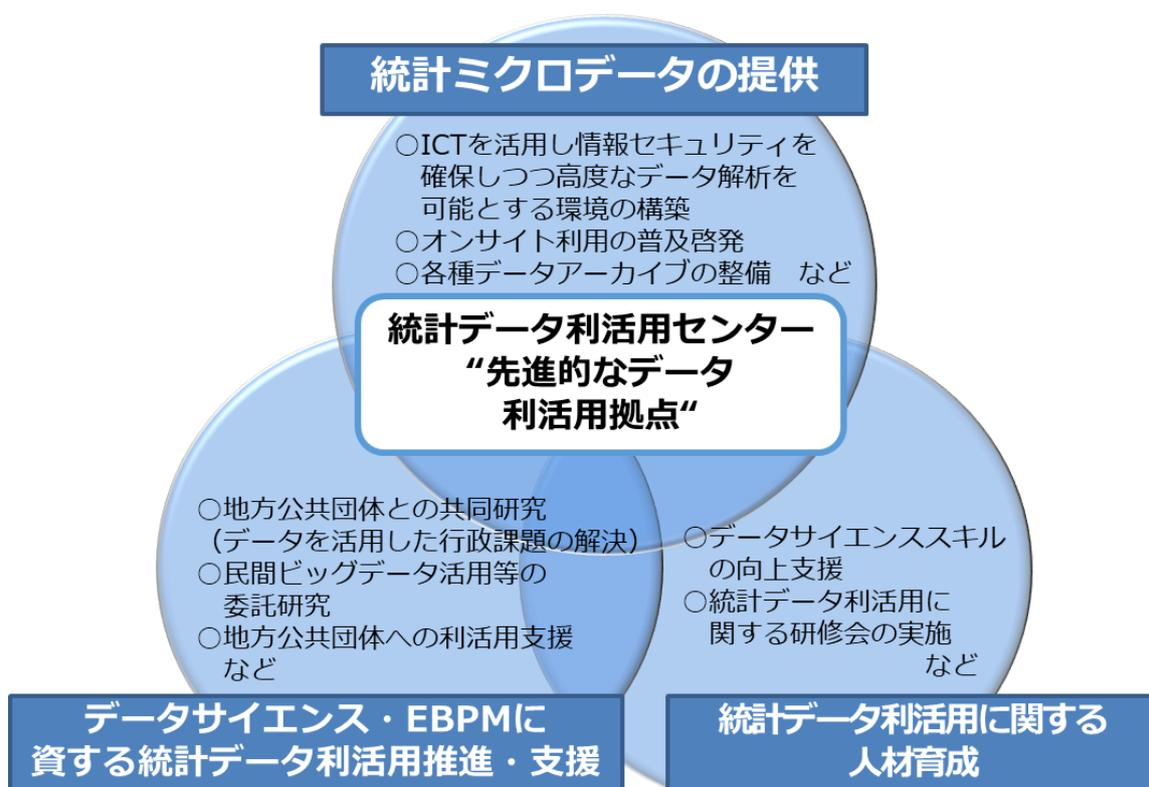 統計ミクロデータの提供
○ICTを活用し情報セキュリティを
確保しつつ高度なデータ解析を
可能とする環境の構築
○オンサイト利用の普及啓発
○各種データアーカイブの整備　など
統計データ利活用センター
“先進的なデータ
利活用拠点“
○地方公共団体との共同研究
（データを活用した行政課題の解決）
○民間ビッグデータ活用等の
委託研究
○地方公共団体への利活用支援
など
○データサイエンススキル
の向上支援
○統計データ利活用に
関する研修会の実施
など
データサイエンス・EBPMに
資する統計データ利活用推進・支援
統計データ利活用に関する
人材育成